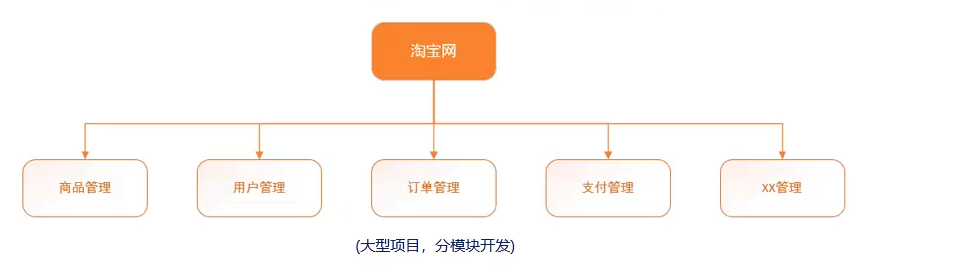 淘宝网
商品管理
用户管理
订单管理
支付管理
XX管理
(大型项目，分模块开发)